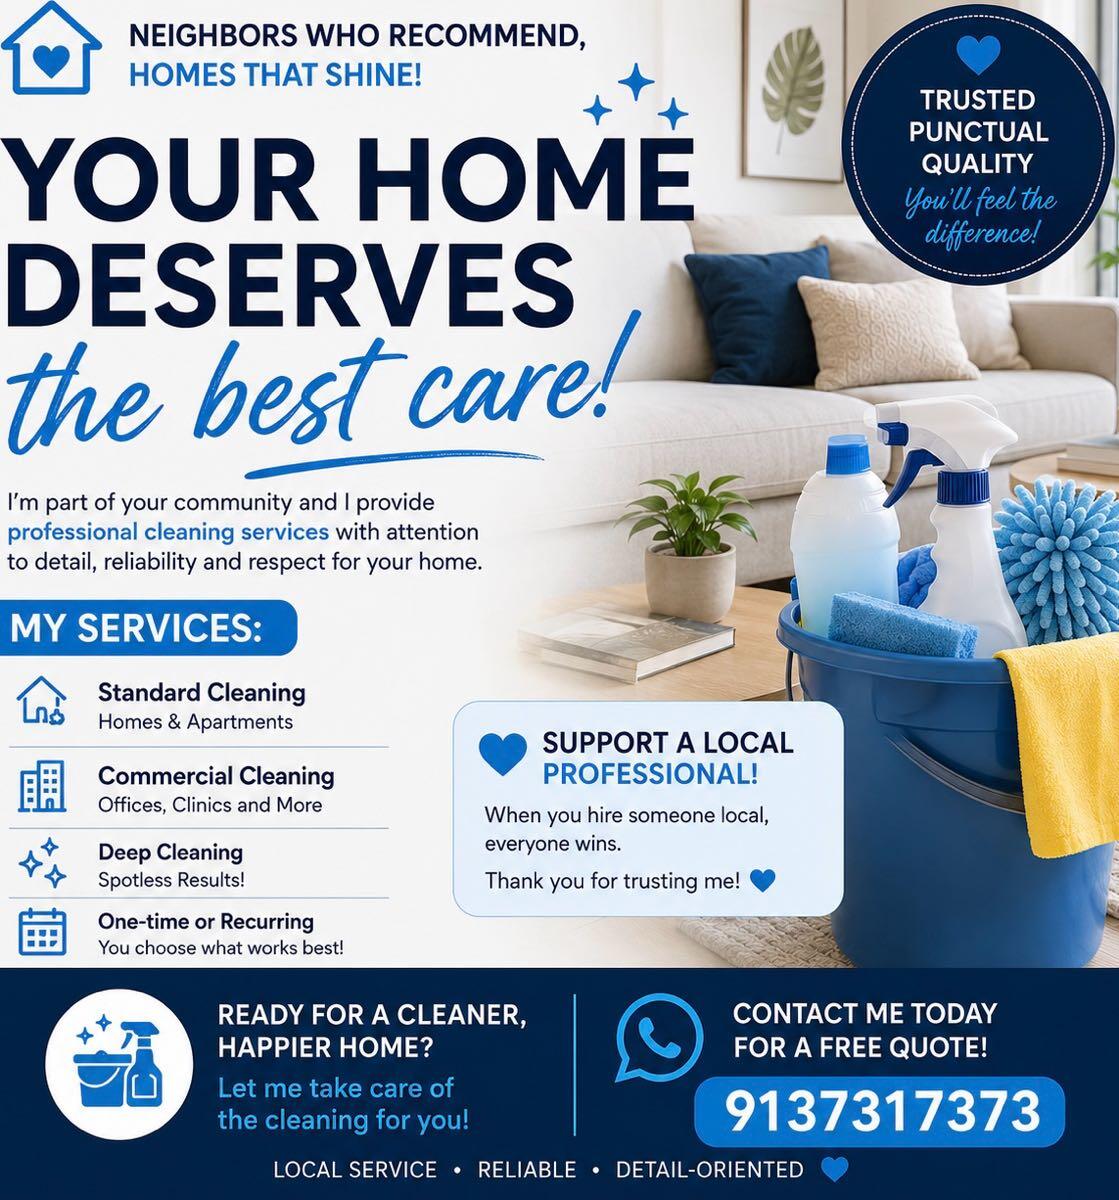 NEIGHBORS WHO RECOMMEND,
HOMES THAT SHINE!
TRUSTED
PUNCTUAL
QUALITY
You'll feel the
difference!
YOUR HOME
DESERVES
the best care!
I'm part of your community and I provide
professional cleaning services with attention
to detail, reliability and respect for your home.
MY SERVICES:
Standard Cleaning
Homes & Apartments
Commercial Cleaning
Offices, Clinics and More
Deep Cleaning
Spotless Results!
One-time or Recurring
You choose what works best!
SUPPORT A LOCAL
PROFESSIONAL!
When you hire someone local,
everyone wins.
Thank you for trusting me!
READY FOR A CLEANER,
HAPPIER HOME?
Let me take care of
the cleaning for you!
CONTACT ME TODAY
FOR A FREE QUOTE!
9137317373
LOCAL SERVICE • RELIABLE • DETAIL-ORIENTED